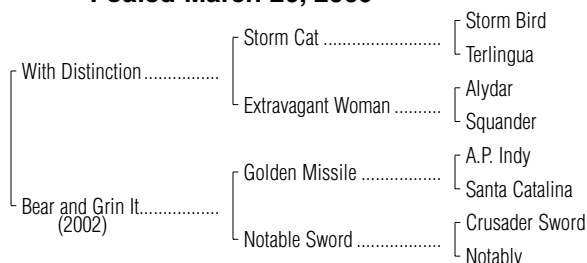 Foaled March
Storm Bird
Storm Cat
Terlingua
With Distinction
Alydar
Extravagant Woman
Squander
A.P. Indy
Golden Missile
Santa Catalina
Bear and Grin It
(2002)
Crusader Sword
Notable Sword
Notably